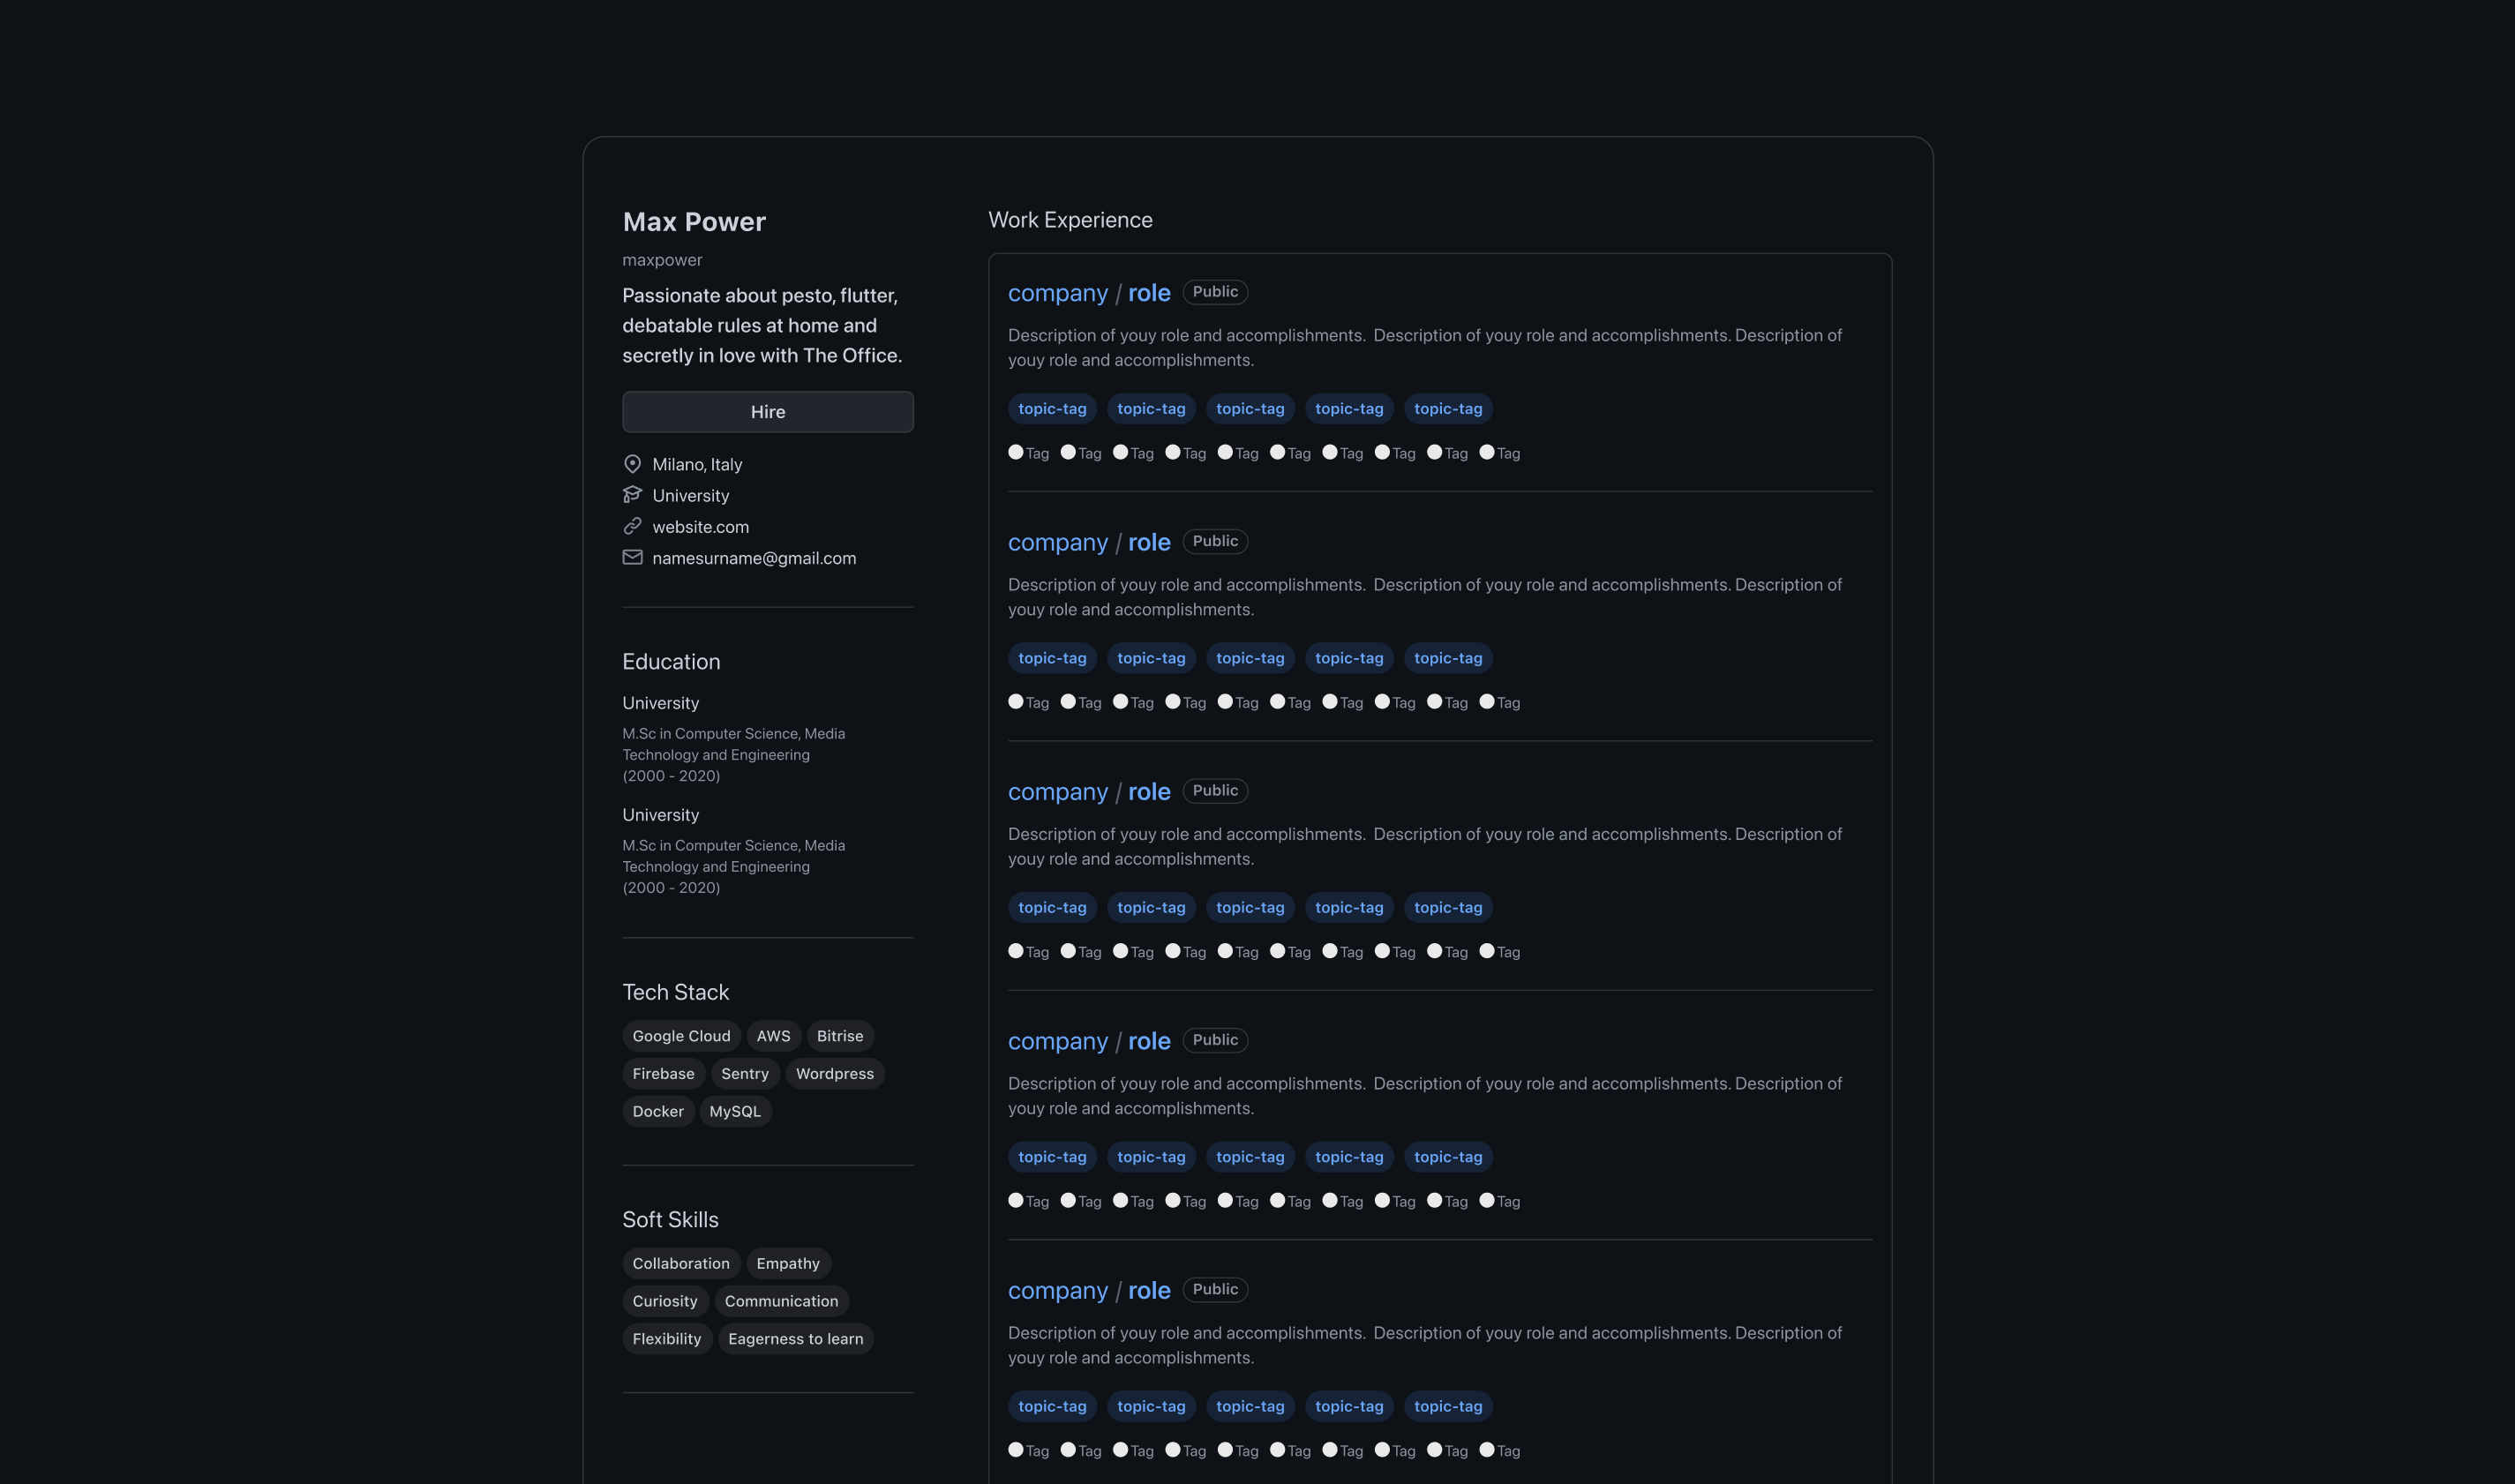 Max Power
maxpower
Passionate about pesto, flutter,
debatable rules at home and
secretly in love with The Office.
Hire
Milano, Italy
University
website.com
namesurname@gmail.com
Education
University
M.Sc in Computer Science, Media
Technology and Engineering
(2000 - 2020)
University
M.Sc in Computer Science, Media
Technology and Engineering
(2000 - 2020)
Tech Stack
Google Cloud AWS Bitrise
Firebase Sentry Wordpress
Docker MySQL
Soft Skills
Collaboration Empathy
Curiosity Communication
Flexibility Eagerness to learn
Work Experience
company / role Public
Description of youy role and accomplishments. Description of youy role and accomplishments. Description of
youy role and accomplishments.
topic-tag topic-tag topic-tag topic-tag topic-tag
Tag Tag Tag Tag Tag Tag Tag Tag Tag Tag
company / role Public
Description of youy role and accomplishments. Description of youy role and accomplishments. Description of
youy role and accomplishments.
topic-tag topic-tag topic-tag topic-tag topic-tag
Tag Tag Tag Tag Tag Tag Tag Tag Tag Tag
company / role Public
Description of youy role and accomplishments. Description of youy role and accomplishments. Description of
youy role and accomplishments.
topic-tag topic-tag topic-tag topic-tag topic-tag
Tag Tag Tag Tag Tag Tag Tag Tag Tag Tag
company / role Public
Description of youy role and accomplishments. Description of youy role and accomplishments. Description of
youy role and accomplishments.
topic-tag topic-tag topic-tag topic-tag topic-tag
Tag Tag Tag Tag Tag Tag Tag Tag Tag Tag
company / role Public
Description of youy role and accomplishments. Description of youy role and accomplishments. Description of
youy role and accomplishments.
topic-tag topic-tag topic-tag topic-tag topic-tag
Tag Tag Tag Tag Tag Tag Tag Tag Tag Tag